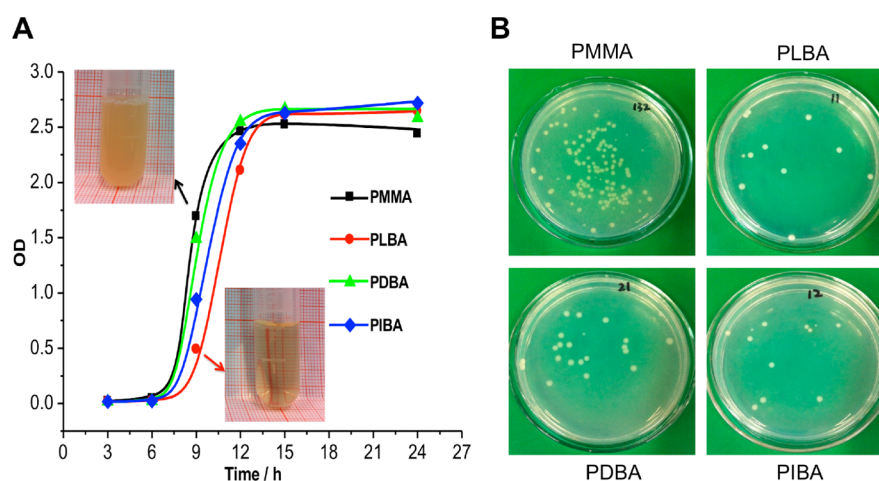 A
B
PMMA
PLBA
3.0
2.5
2.0
1.5
1.0
0.5
0.0
OD
PMMA
PLBA
PDBA
PIBA
0 3 6 9 12 15 18 21 24 27
Time / h
132
11
21
12
PDBA
PIBA